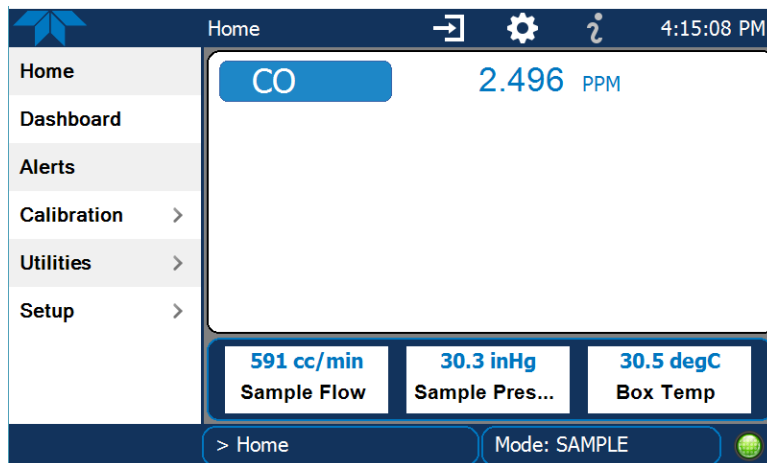 Home
4:15:08 PM
Home
Dashboard
Alerts
Calibration
Utilities
Setup
CO
2.496 PPM
591 cc/min
Sample Flow
30.3 inHg
Sample Pres...
30.5 degC
Box Temp
> Home
Mode: SAMPLE